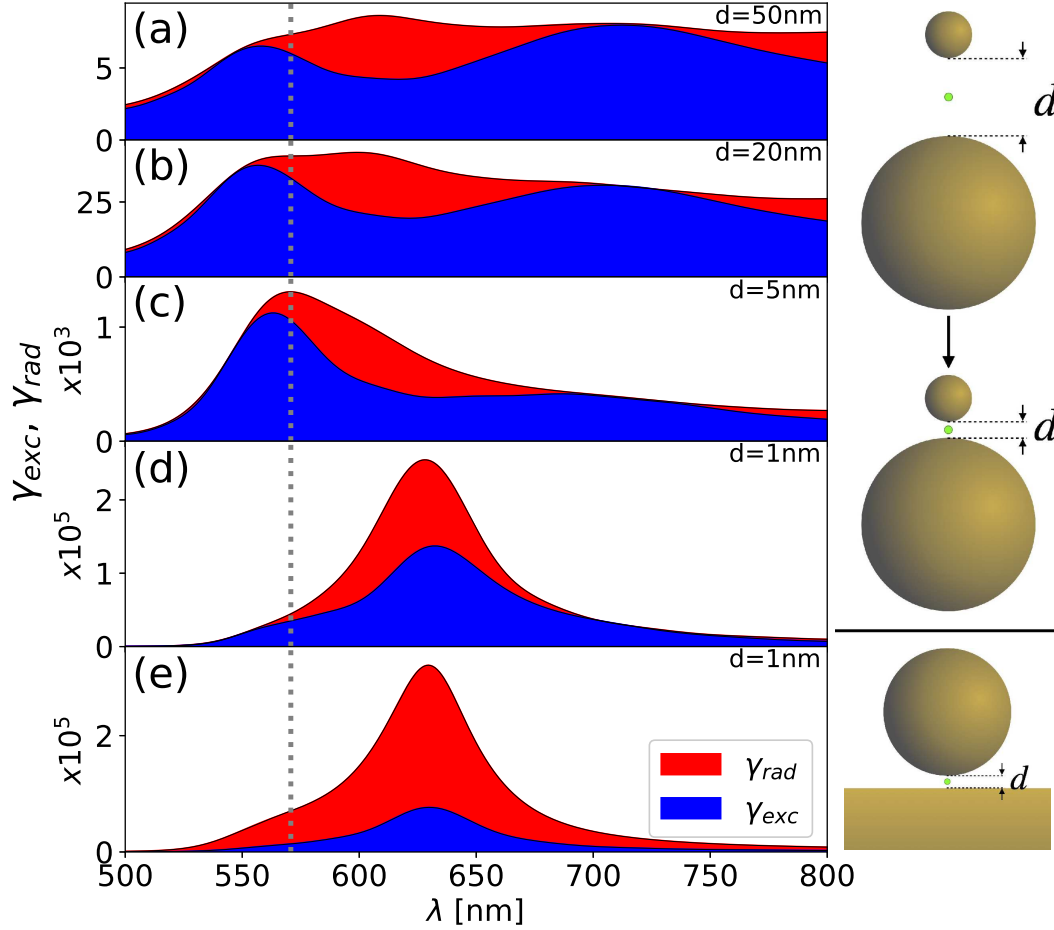 (a)
d=50nm
5
0
(b)
d=20nm
25
0
(c)
d=5nm
1
x10³
0
(d)
d=1nm
2
1
x10⁵
0
(e)
d=1nm
2
x10⁵
0
γexc, γrad
γrad
γexc
500 550 600 650 700 750 800
λ [nm]
d
d
d